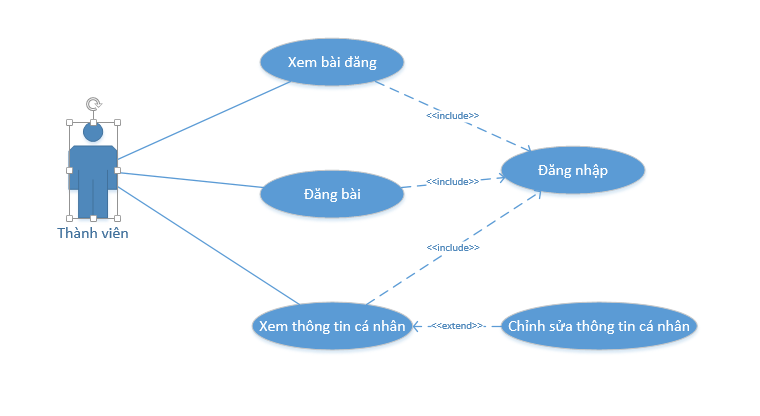 Xem bài đăng
<<include>>
Đăng nhập
Đăng bài
<<include>>
Thành viên
<<include>>
Xem thông tin cá nhân
<<extend>>
Chỉnh sửa thông tin cá nhân